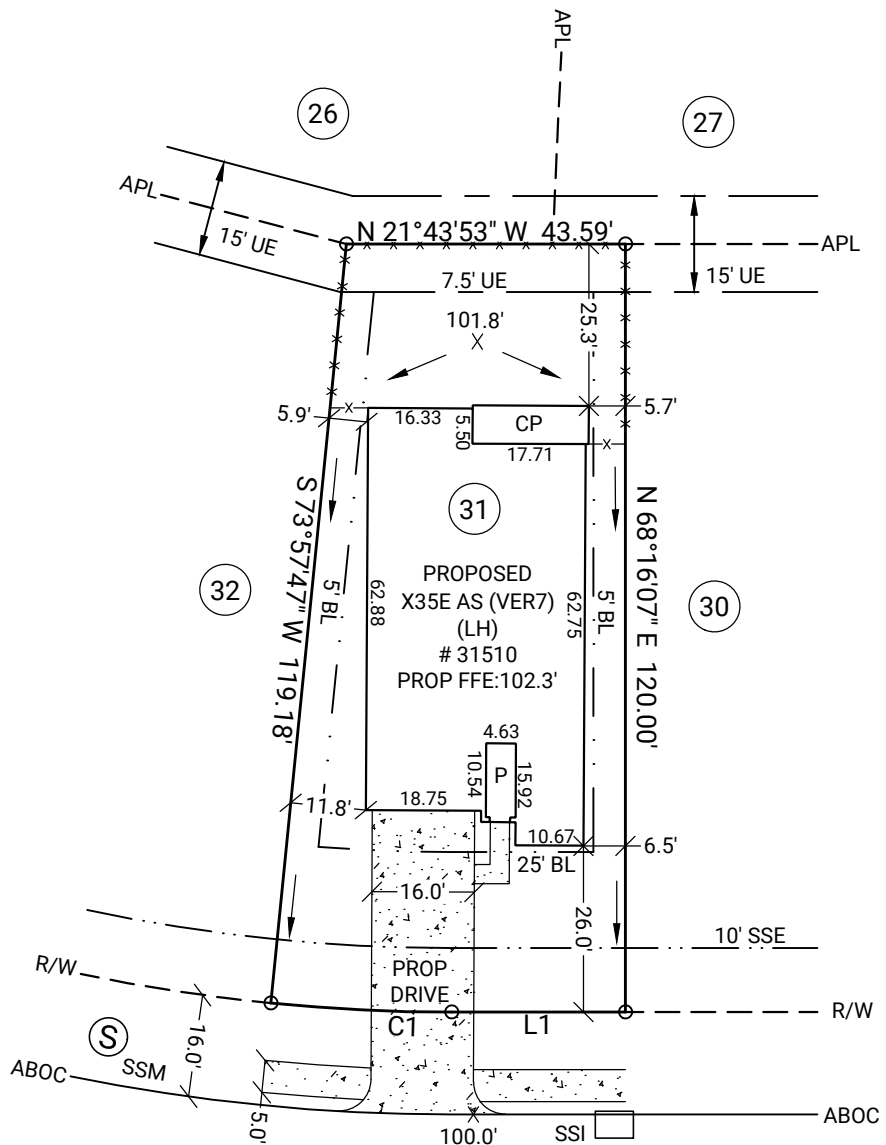 APL
26
27
APL
15' UE
N 21°43'53" W 43.59'
APL
15' UE
7.5' UE
101.8'
X
25.3'
5.9'
16.33
5.50
CP
17.71
5.7'
S 73°57'47" W 119.18'
31
N 68°16'07" E 120.00'
32
30
5' BL
62.88
PROPOSED
X35E AS (VER7)
(LH)
# 31510
PROP FFE:102.3'
62.75
5' BL
4.63
10.54
P
15.92
11.8'
18.75
10.67
6.5'
25' BL
16.0'
26.0'
10' SSE
R/W
PROP
DRIVE
C1
L1
R/W
S
SSM
16.0'
ABOC
5.0'
100.0'
SSI
ABOC